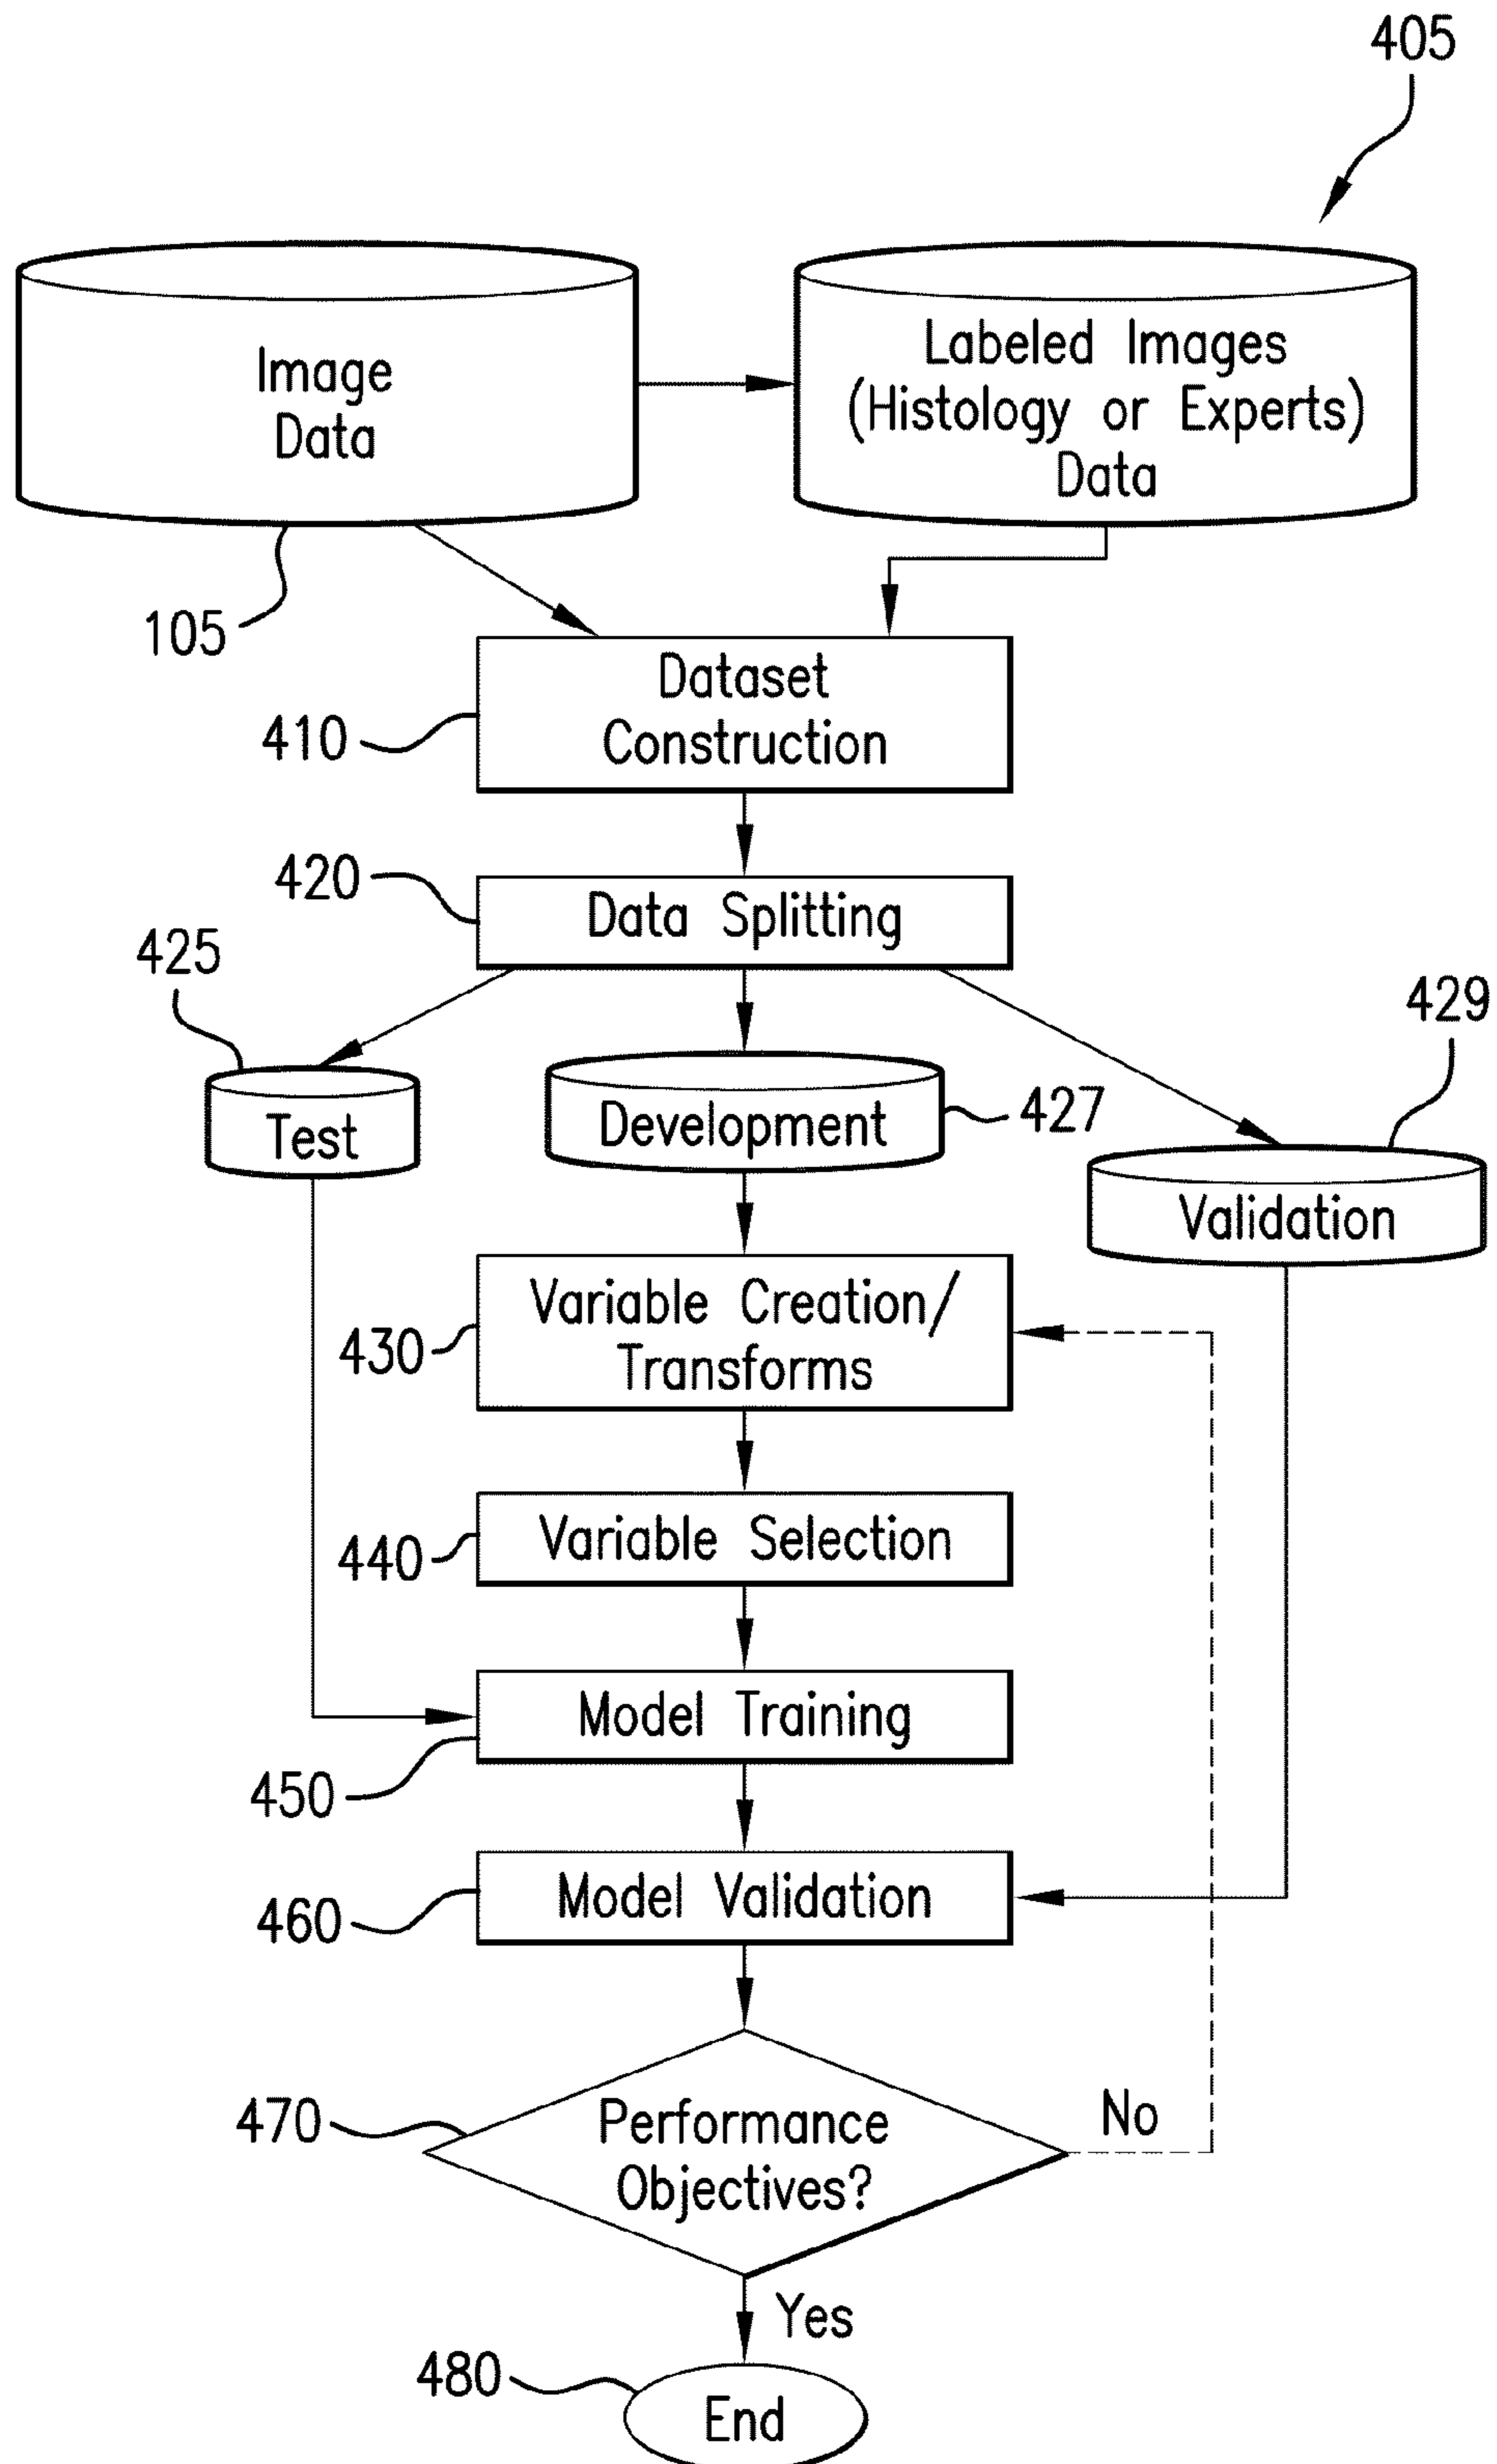 405
Image
Data
Labeled Images
(Histology or Experts)
Data
105
Dataset
Construction
410
420
Data Splitting
425
429
Test
Development
427
Validation
Variable Creation/
Transforms
430
Variable Selection
440
Model Training
450
Model Validation
460
470
Performance
Objectives?
No
Yes
480
End